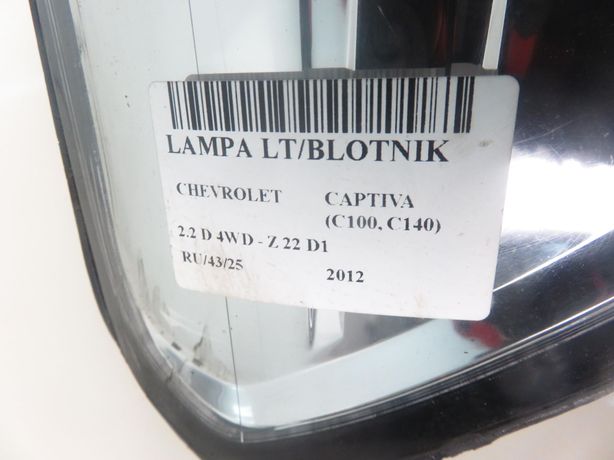 LAMPA LT/BLOTNIK
CHEVROLET CAPTIVA
(C100, C140)
2.2 D 4WD - Z 22 D1
RU/43/25 2012